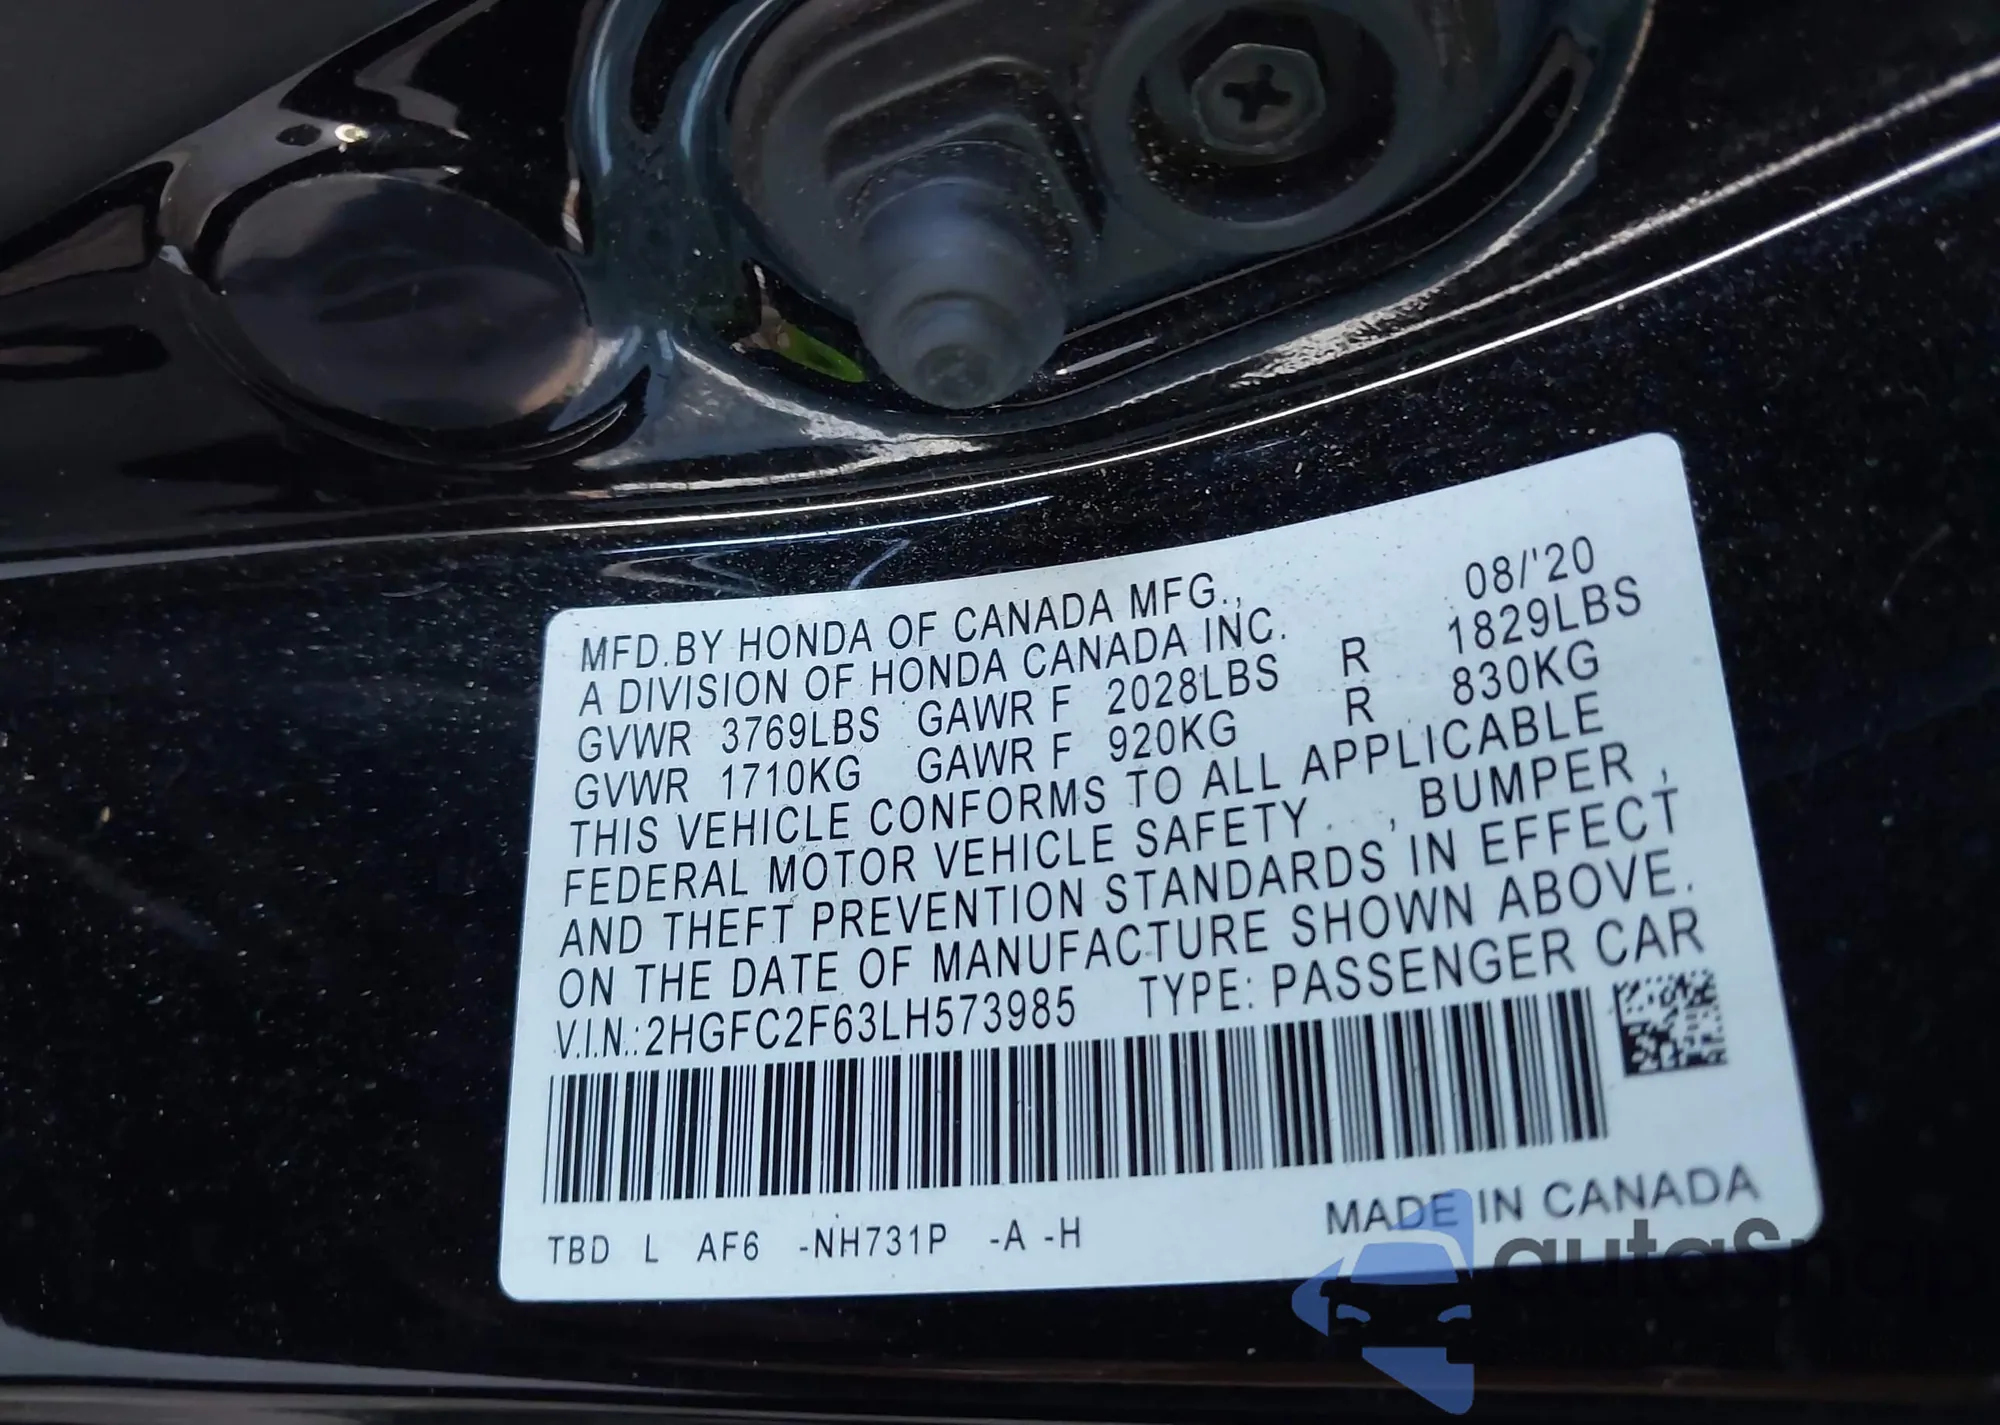 MFD.BY HONDA OF CANADA MFG., 08/'20
A DIVISION OF HONDA CANADA INC.
GVWR 3769LBS GAWR F 2028LBS R 1829LBS
GVWR 1710KG GAWR F 920KG R 830KG
THIS VEHICLE CONFORMS TO ALL APPLICABLE
FEDERAL MOTOR VEHICLE SAFETY , BUMPER ,
AND THEFT PREVENTION STANDARDS IN EFFECT
ON THE DATE OF MANUFACTURE SHOWN ABOVE.
V.I.N.:2HGFC2F63LH573985 TYPE: PASSENGER CAR
TBD L AF6 -NH731P -A -H MADE IN CANADA